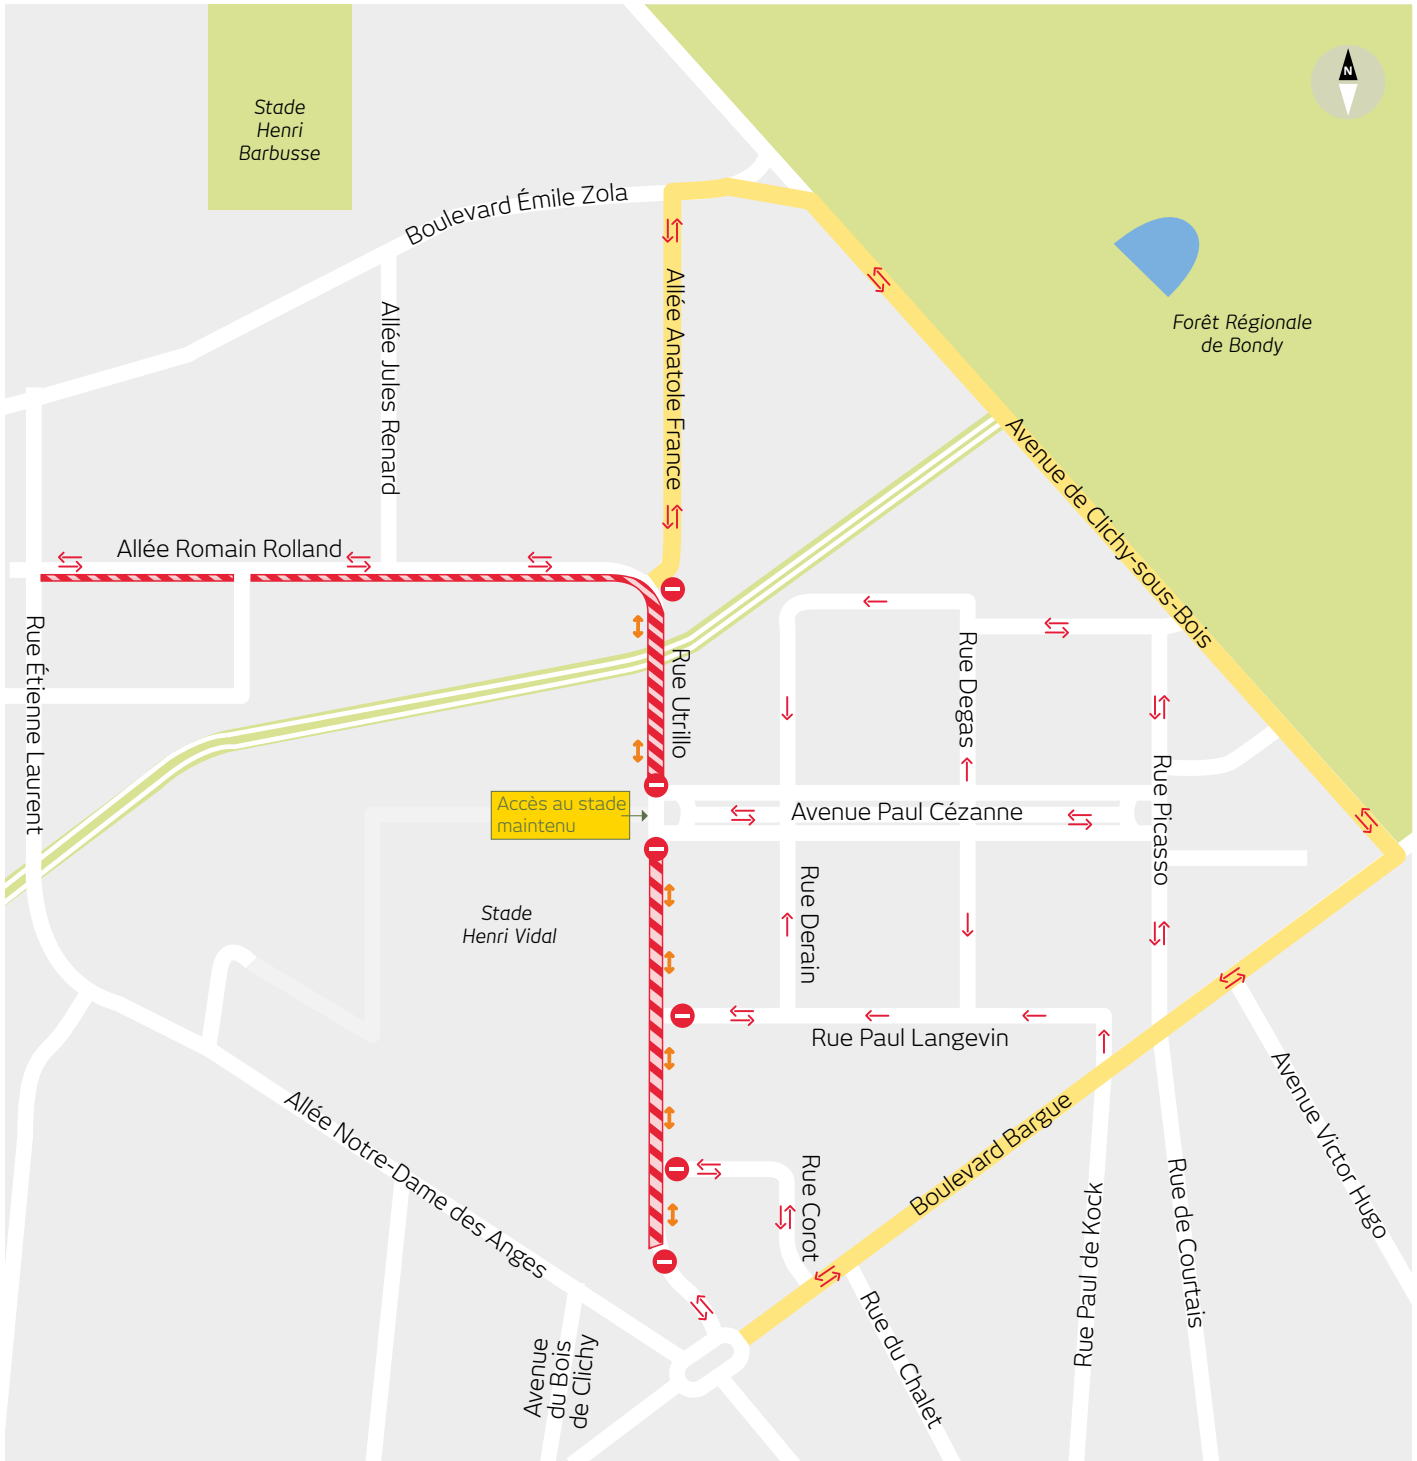 Stade
Henri
Barbusse
N
Boulevard Émile Zola
Allée Anatole France
Allée Jules Renard
Forêt Régionale
de Bondy
Avenue de Clichy-sous-Bois
Allée Romain Rolland
Rue Étienne Laurent
Rue Utrillo
Rue Degas
Rue Picasso
Accès au stade
maintenu
Avenue Paul Cézanne
Rue Derain
Stade
Henri Vidal
Rue Paul Langevin
Allée Notre-Dame des Anges
Boulevard Bargue
Avenue Victor Hugo
Rue Corot
Rue Paul de Kock
Rue de Courtais
Rue du Chalet
Avenue
du Bois
de Clichy